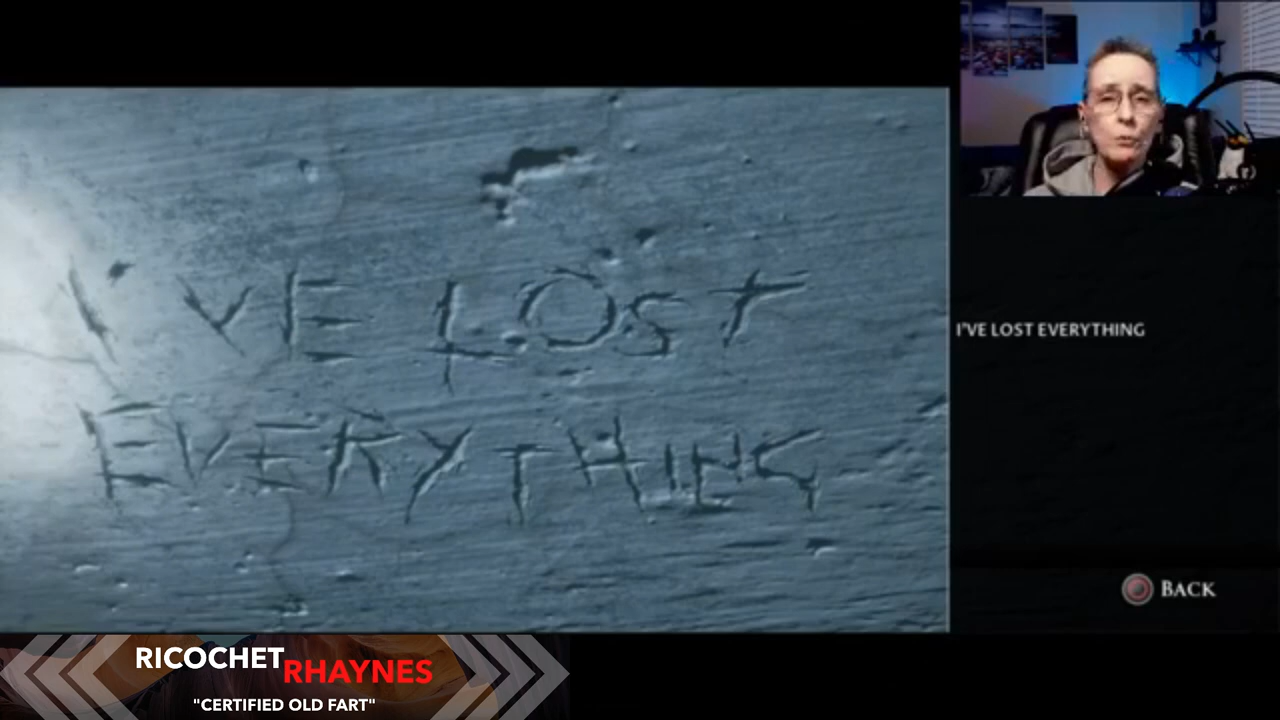 I'VE LOST
EVERYTHING
I'VE LOST EVERYTHING
BACK
RICOCHET
RHAYNES
"CERTIFIED OLD FART"